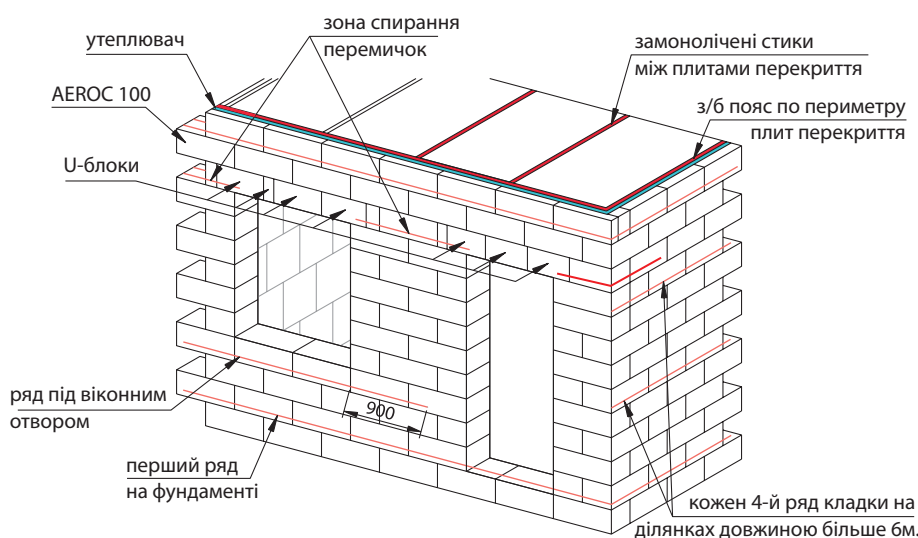 зона спирання
перемичок
утеплювач
замонолічені стики
між плитами перекриття
AEROC 100
з/б пояс по периметру
плит перекриття
U-блоки
ряд під віконним
отвором
900
перший ряд
на фундаменті
кожен 4-й ряд кладки на
ділянках довжиною більше 6м.